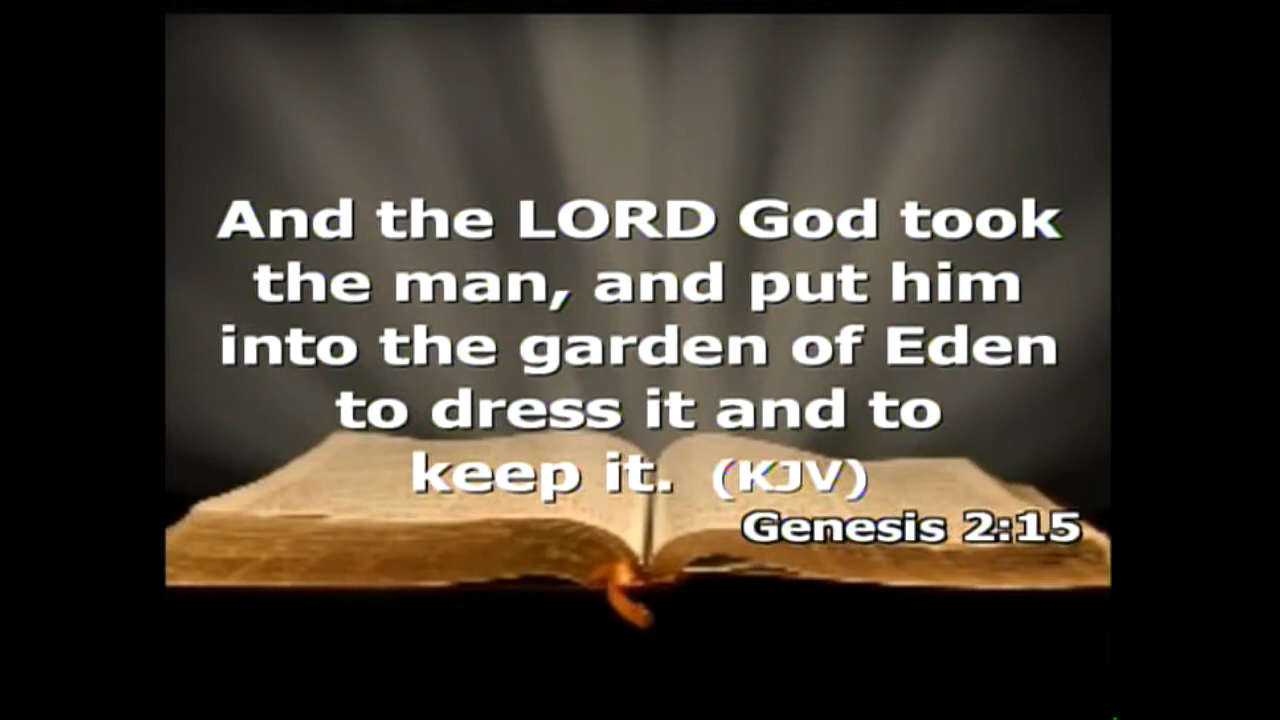 And the LORD God took
the man, and put him
into the garden of Eden
to dress it and to
keep it. (KJV)
Genesis 2:15